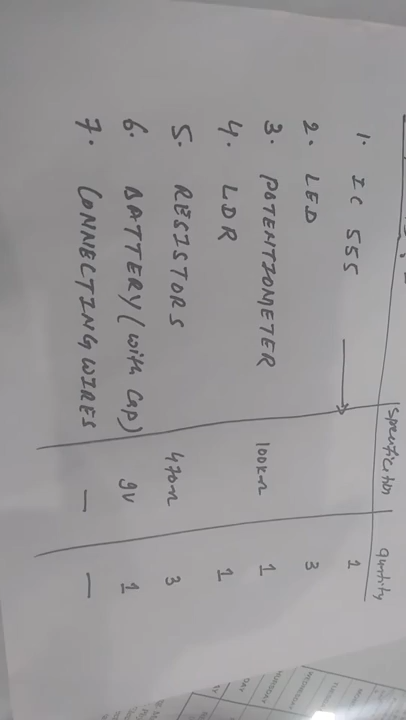 Specification quantity
1. IC 555 → 1
2. LED 3
3. POTENTIOMETER 100KΩ 1
4. LDR 1
5. RESISTORS 470Ω 3
6. BATTERY (with Cap) 9V 1
7. CONNECTING WIRES — —
WEDNESDAY